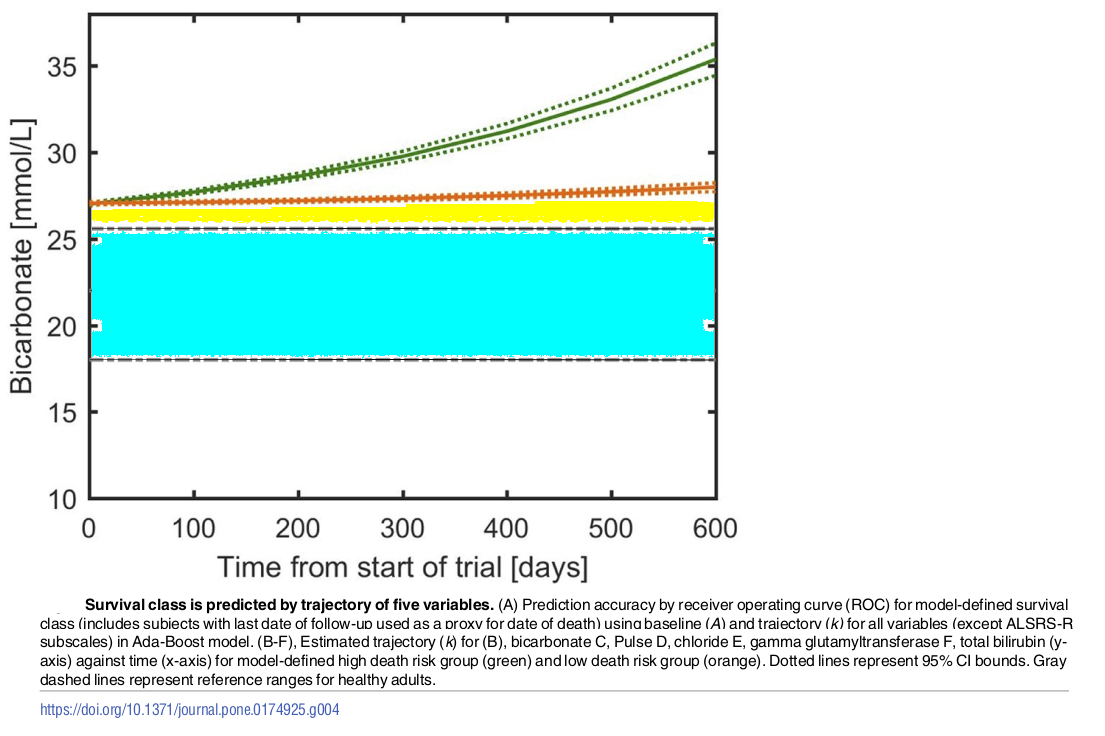 35
30
25
20
15
10
Bicarbonate [mmol/L]
0 100 200 300 400 500 600
Time from start of trial [days]
Survival class is predicted by trajectory of five variables. (A) Prediction accuracy by receiver operating curve (ROC) for model-defined survival
class (includes subjects with last date of follow-up used as a proxy for date of death) using baseline (A) and trajectory (k) for all variables (except ALSRS-R
subscales) in Ada-Boost model. (B-F), Estimated trajectory (k) for (B), bicarbonate C, Pulse D, chloride E, gamma glutamyltransferase F, total bilirubin (y-
axis) against time (x-axis) for model-defined high death risk group (green) and low death risk group (orange). Dotted lines represent 95% CI bounds. Gray
dashed lines represent reference ranges for healthy adults.
https://doi.org/10.1371/journal.pone.0174925.g004